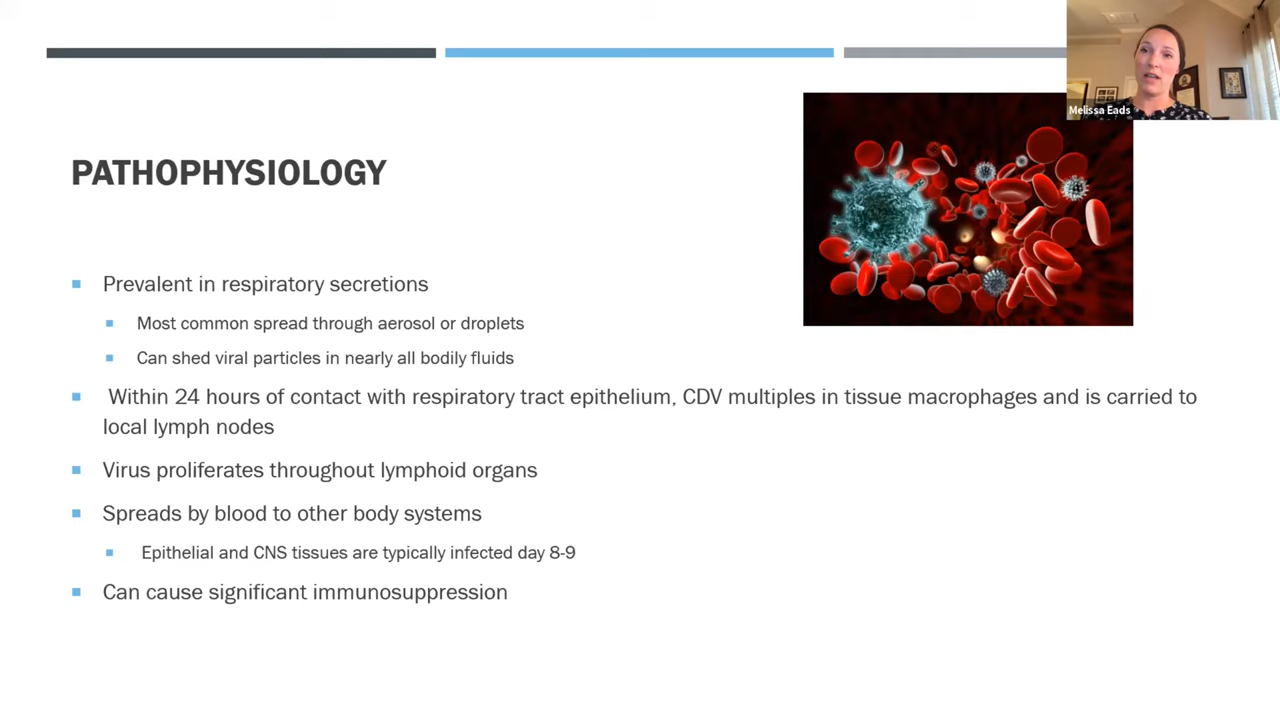 Melissa Eads
PATHOPHYSIOLOGY
Prevalent in respiratory secretions
Most common spread through aerosol or droplets
Can shed viral particles in nearly all bodily fluids
Within 24 hours of contact with respiratory tract epithelium, CDV multiples in tissue macrophages and is carried to
local lymph nodes
Virus proliferates throughout lymphoid organs
Spreads by blood to other body systems
Epithelial and CNS tissues are typically infected day 8-9
Can cause significant immunosuppression